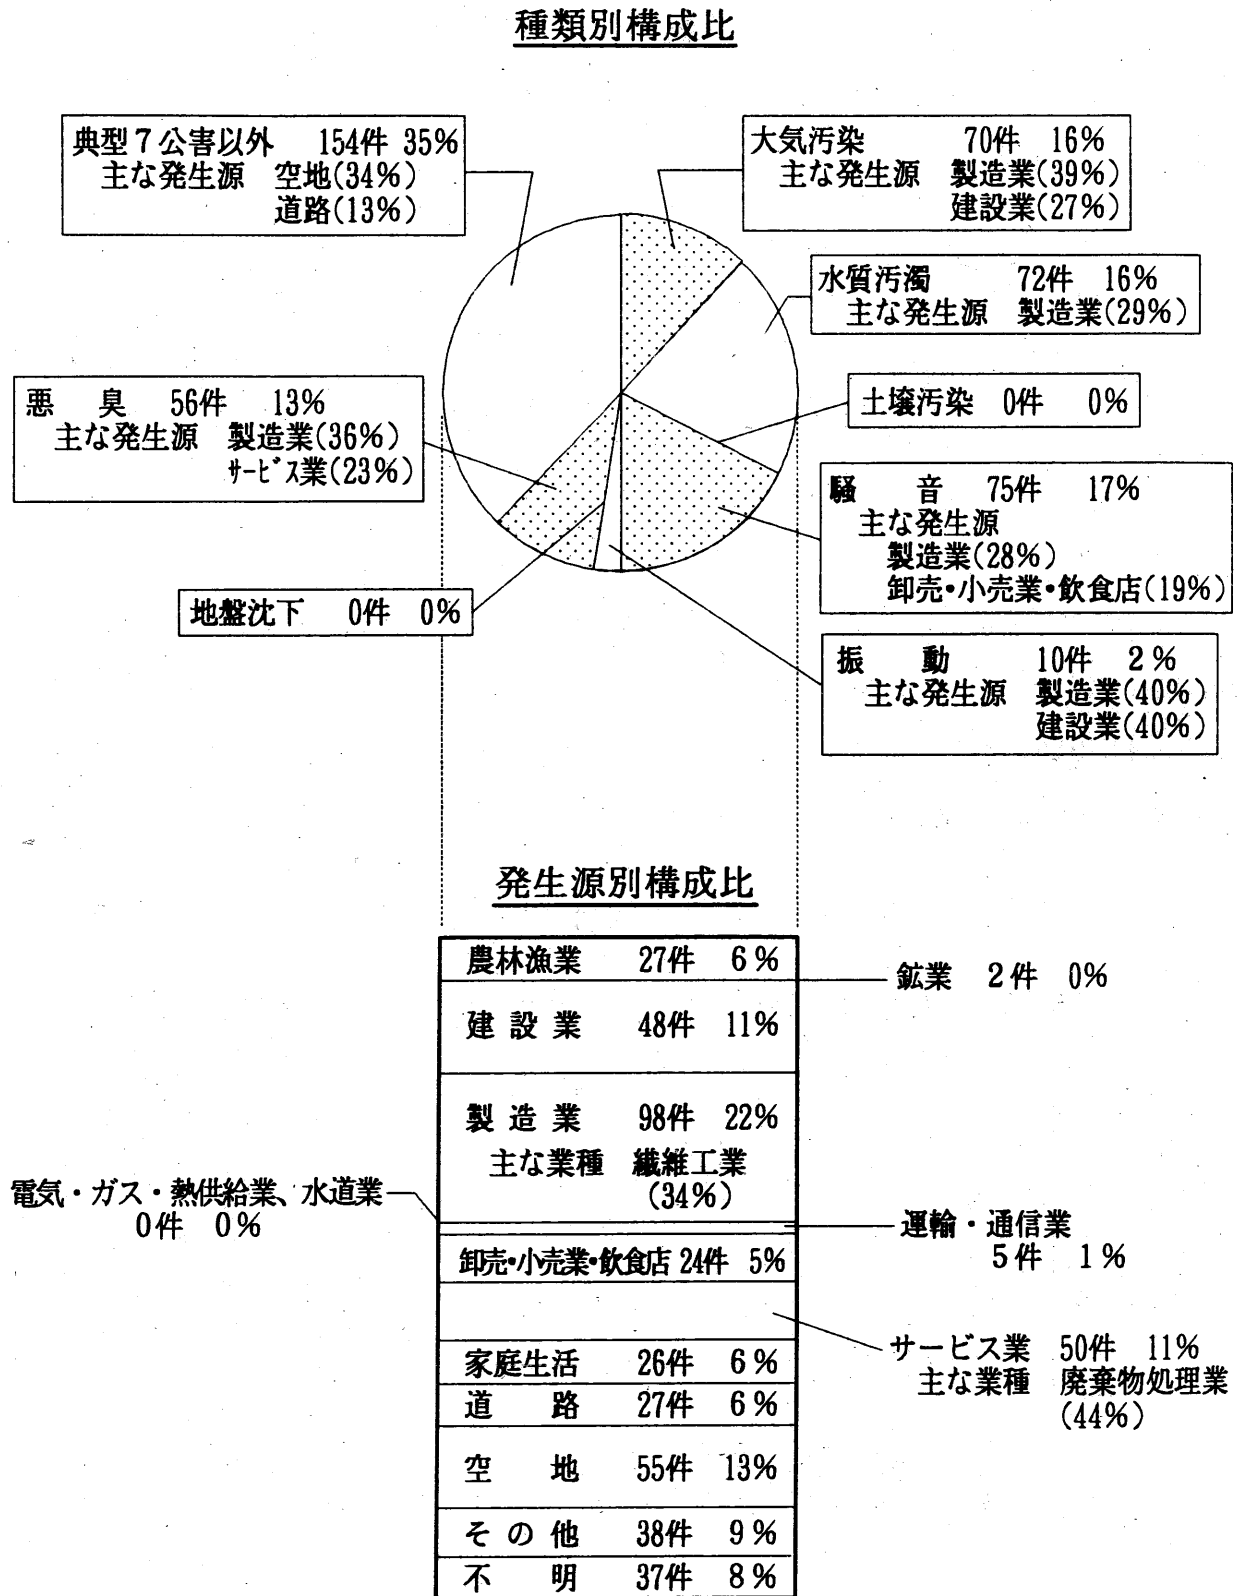 種類別構成比
典型7公害以外 154件 35%
主な発生源 空地(34%)
道路(13%)
大気汚染 70件 16%
主な発生源 製造業(39%)
建設業(27%)
水質汚濁 72件 16%
主な発生源 製造業(29%)
悪臭 56件 13%
主な発生源 製造業(36%)
サービス業(23%)
土壌汚染 0件 0%
騒音 75件 17%
主な発生源
製造業(28%)
卸売・小売業・飲食店(19%)
地盤沈下 0件 0%
振動 10件 2%
主な発生源 製造業(40%)
建設業(40%)
発生源別構成比
農林漁業 27件 6%
鉱業 2件 0%
建設業 48件 11%
製造業 98件 22%
主な業種 繊維工業
(34%)
電気・ガス・熱供給業、水道業
0件 0%
運輸・通信業
5件 1%
卸売・小売業・飲食店 24件 5%
サービス業 50件 11%
主な業種 廃棄物処理業
(44%)
家庭生活 26件 6%
道路 27件 6%
空地 55件 13%
その他 38件 9%
不明 37件 8%